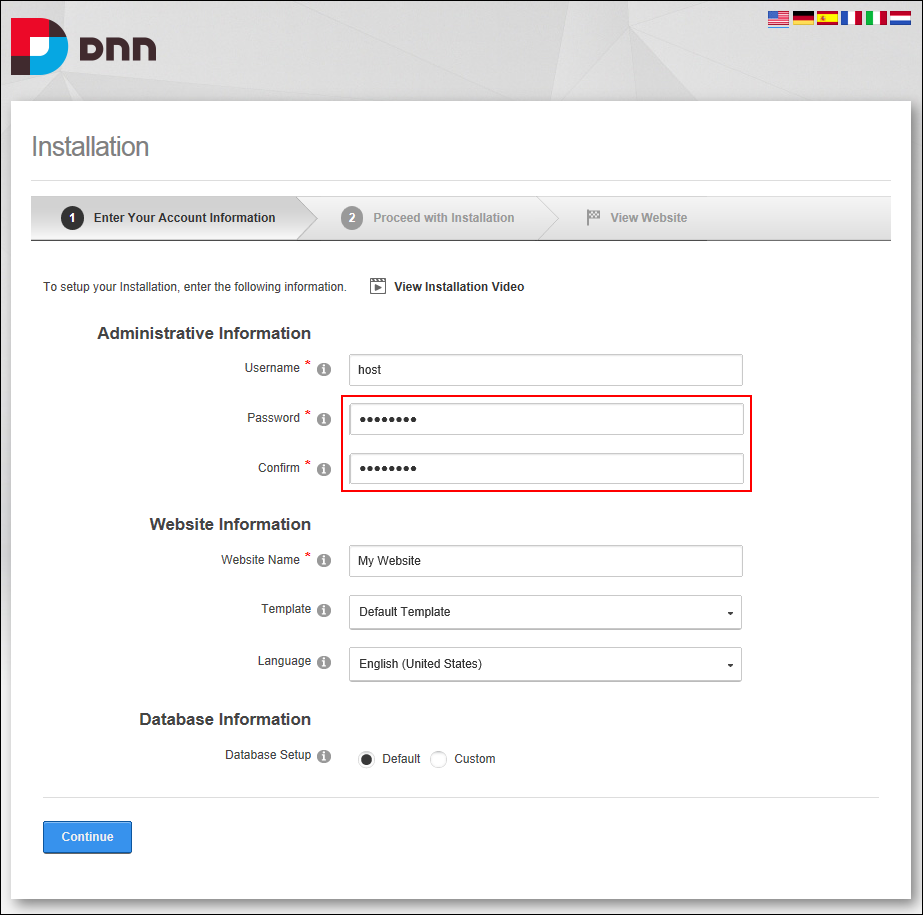 DNN
Installation
1 Enter Your Account Information 2 Proceed with Installation View Website
To setup your Installation, enter the following information. View Installation Video
Administrative Information
Username * host
Password * ••••••••
Confirm * ••••••••
Website Information
Website Name * My Website
Template Default Template
Language English (United States)
Database Information
Database Setup Default Custom
Continue